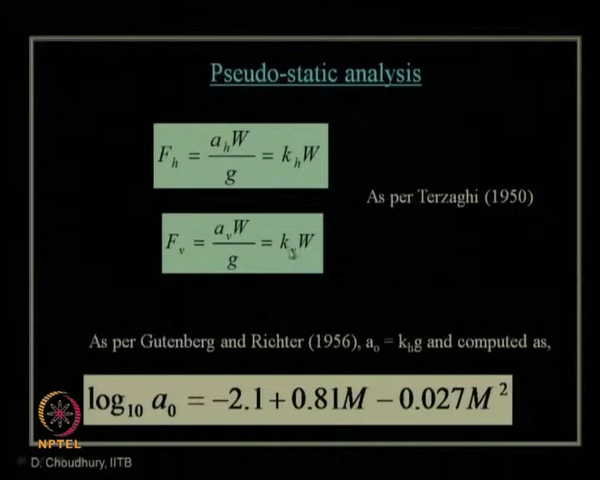 Pseudo-static analysis
F_h = a_h W / g = k_h W
As per Terzaghi (1950)
F_v = a_v W / g = k_v W
As per Gutenberg and Richter (1956), a_o = k_h g and computed as,
log_10 a_0 = −2.1 + 0.81M − 0.027M^2
NPTEL
D. Choudhury, IITB